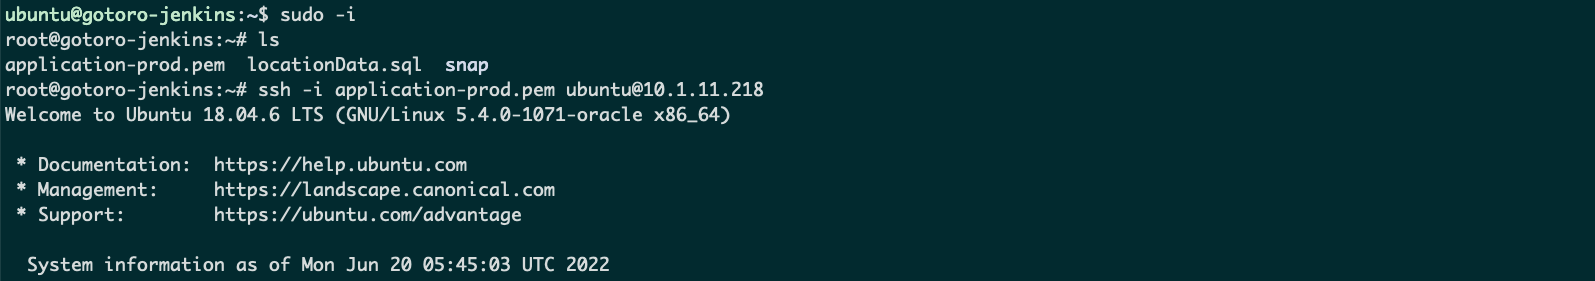 ubuntu@gotoro-jenkins:~$ sudo -i
root@gotoro-jenkins:~# ls
application-prod.pem  locationData.sql  snap
root@gotoro-jenkins:~# ssh -i application-prod.pem ubuntu@10.1.11.218
Welcome to Ubuntu 18.04.6 LTS (GNU/Linux 5.4.0-1071-oracle x86_64)

 * Documentation:  https://help.ubuntu.com
 * Management:     https://landscape.canonical.com
 * Support:        https://ubuntu.com/advantage

  System information as of Mon Jun 20 05:45:03 UTC 2022